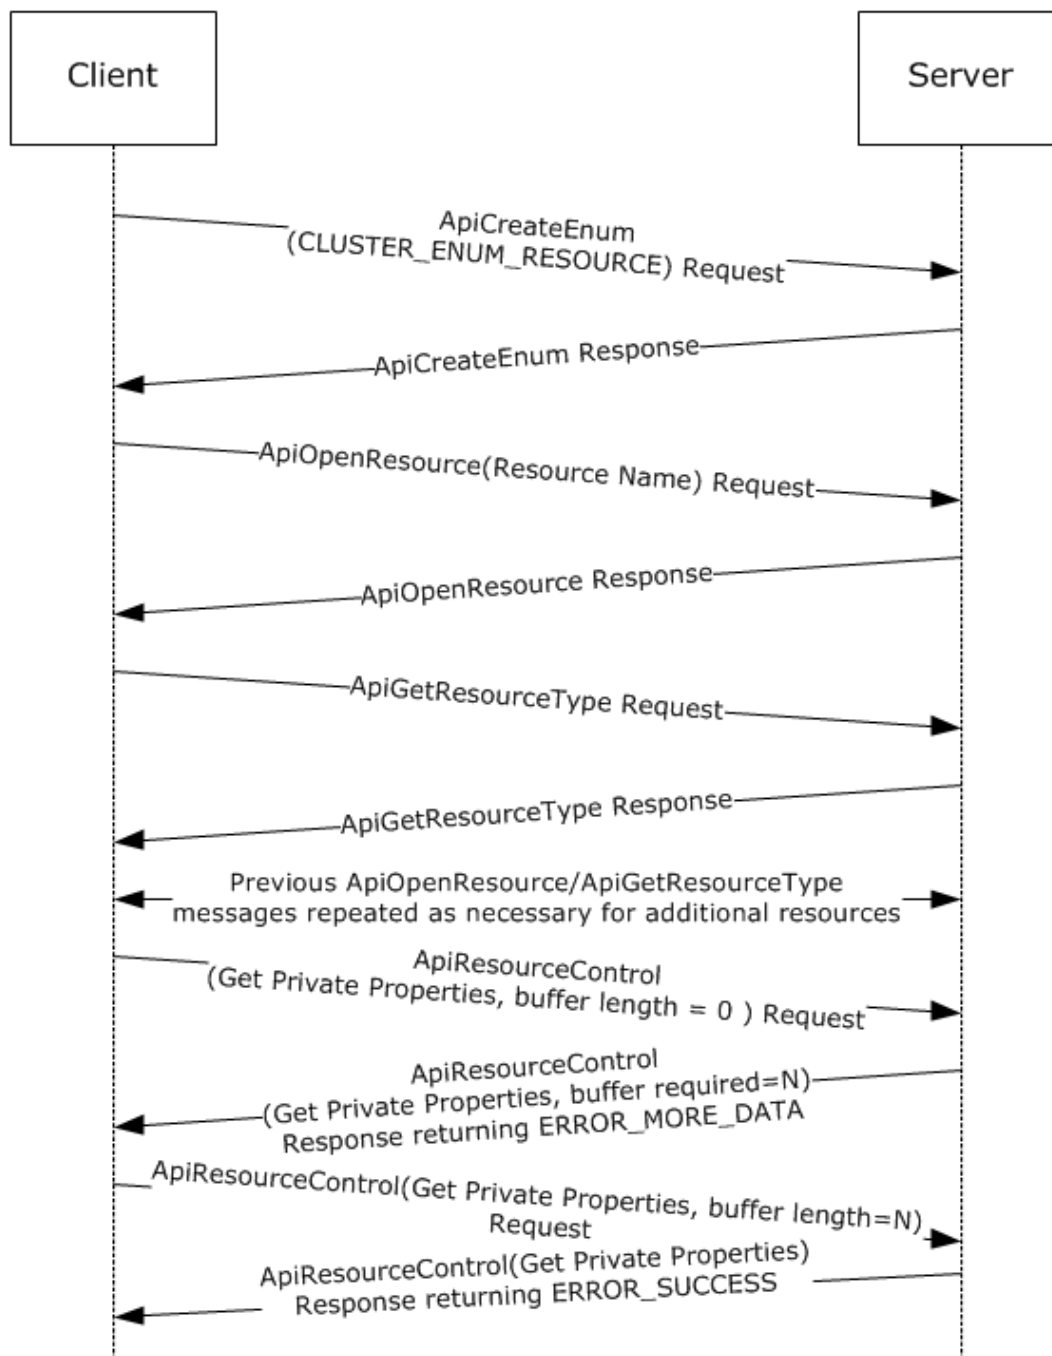 Client
Server
ApiCreateEnum
(CLUSTER_ENUM_RESOURCE) Request
ApiCreateEnum Response
ApiOpenResource(Resource Name) Request
ApiOpenResource Response
ApiGetResourceType Request
ApiGetResourceType Response
Previous ApiOpenResource/ApiGetResourceType
messages repeated as necessary for additional resources
ApiResourceControl
(Get Private Properties, buffer length = 0 ) Request
ApiResourceControl
(Get Private Properties, buffer required=N)
Response returning ERROR_MORE_DATA
ApiResourceControl(Get Private Properties, buffer length=N)
Request
ApiResourceControl(Get Private Properties)
Response returning ERROR_SUCCESS